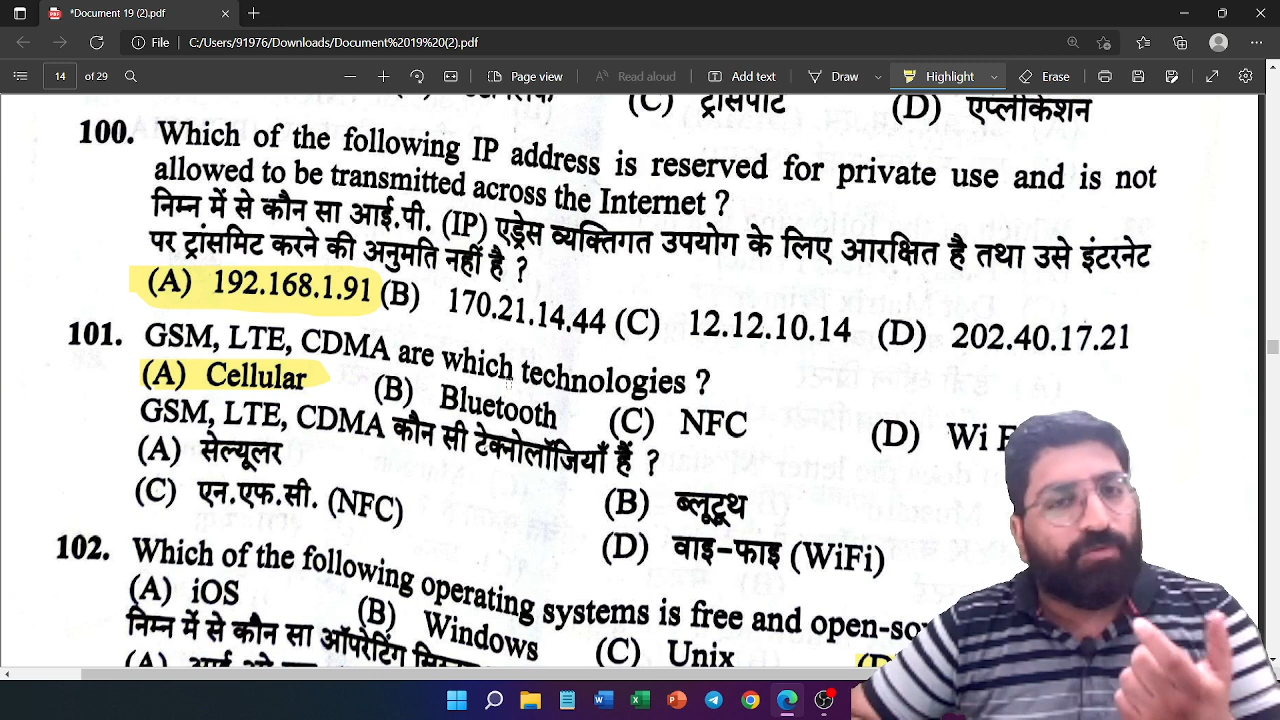 *Document 19 (2).pdf
File C:/Users/91976/Downloads/Document%2019%20(2).pdf
14 of 29 Page view Read aloud Add text Draw Highlight Erase
(C) ट्रांसपोर्ट (D) एप्लीकेशन
100. Which of the following IP address is reserved for private use and is not
allowed to be transmitted across the Internet ?
निम्न में से कौन सा आई.पी. (IP) एड्रेस व्यक्तिगत उपयोग के लिए आरक्षित है तथा उसे इंटरनेट
पर ट्रांसमिट करने की अनुमति नहीं है ?
(A) 192.168.1.91 (B) 170.21.14.44 (C) 12.12.10.14 (D) 202.40.17.21
101. GSM, LTE, CDMA are which technologies ?
(A) Cellular (B) Bluetooth (C) NFC (D) Wi
GSM, LTE, CDMA कौन सी टेक्नोलॉजियाँ हैं ?
(A) सेल्यूलर (B) ब्लूटूथ
(C) एन.एफ.सी. (NFC) (D) वाइ-फाइ (WiFi)
102. Which of the following operating systems is free and
(A) iOS (B) Windows (C) Unix
निम्न में से कौन सा ऑपरेटिंग